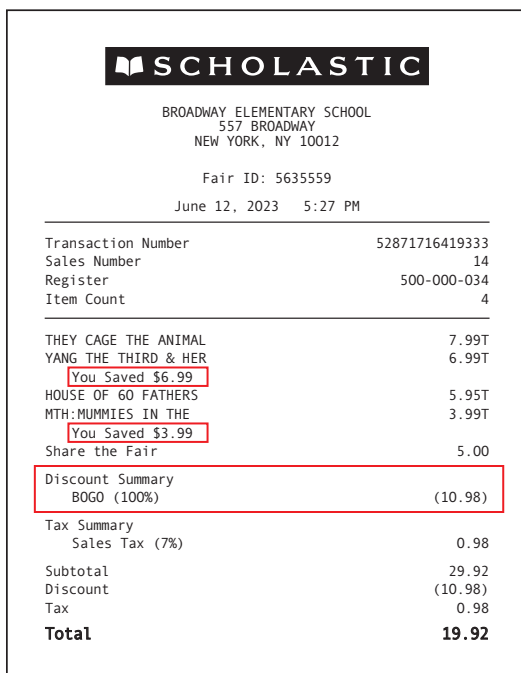 SCHOLASTIC
BROADWAY ELEMENTARY SCHOOL
557 BROADWAY
NEW YORK, NY 10012
Fair ID: 5635559
June 12, 2023 5:27 PM
Transaction Number 52871716419333
Sales Number 14
Register 500-000-034
Item Count 4
THEY CAGE THE ANIMAL 7.99T
YANG THE THIRD & HER 6.99T
You Saved $6.99
HOUSE OF 60 FATHERS 5.95T
MTH:MUMMIES IN THE 3.99T
You Saved $3.99
Share the Fair 5.00
Discount Summary
BOGO (100%) (10.98)
Tax Summary
Sales Tax (7%) 0.98
Subtotal 29.92
Discount (10.98)
Tax 0.98
Total 19.92